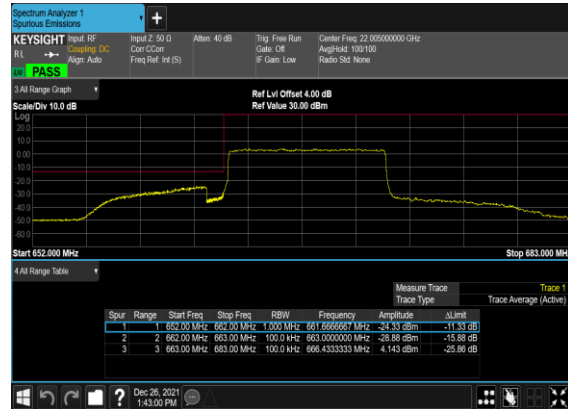 Spectrum Analyzer 1
Spurious Emissions
KEYSIGHT Input: RF Input Z: 50 Ω Atten: 40 dB Trig: Free Run Center Freq: 22.005000000 GHz
RL Coupling: DC Corr CCorr Gate: Off Avg|Hold: 100/100
Align: Auto Freq Ref: Int (S) IF Gain: Low Radio Std: None
LW PASS
3 All Range Graph
Ref Lvl Offset 4.00 dB
Scale/Div 10.0 dB Ref Value 30.00 dBm
Log
20.0
10.0
0.00
-10.0
-20.0
-30.0
-40.0
-50.0
-60.0
Start 652.000 MHz Stop 683.000 MH
4 All Range Table
Measure Trace Trace 1
Trace Type Trace Average (Active)
Spur Range Start Freq Stop Freq RBW Frequency Amplitude ΔLimit
1 1 652.00 MHz 662.00 MHz 1.000 MHz 661.6666667 MHz -24.33 dBm -11.33 dB
2 2 662.00 MHz 663.00 MHz 100.0 kHz 663.0000000 MHz -28.88 dBm -15.88 dB
3 3 663.00 MHz 683.00 MHz 100.0 kHz 666.4333333 MHz 4.143 dBm -25.86 dB
? Dec 26, 2021
1:43:00 PM